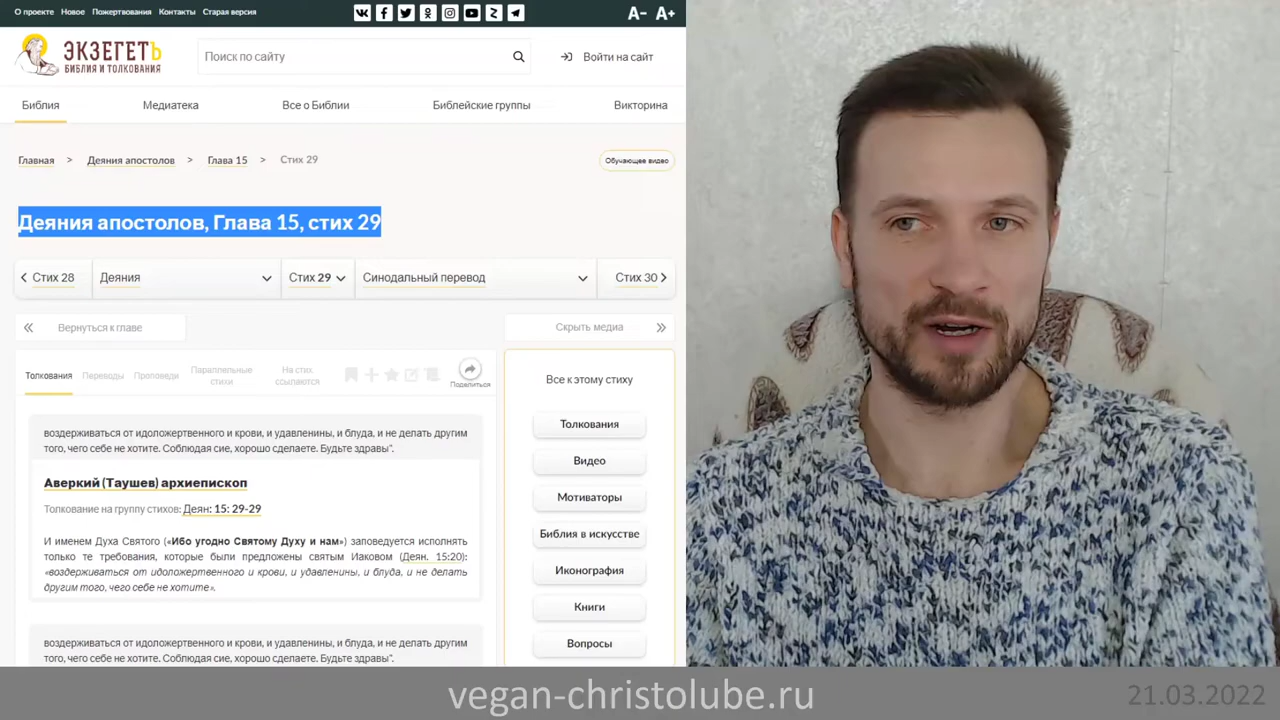 О проекте Новое Пожертвования Контакты Старая версия
A- A+
ЭКЗЕГЕТЪ
БИБЛИЯ И ТОЛКОВАНИЯ
Поиск по сайту
Войти на сайт
Библия Медиатека Все о Библии Библейские группы Викторина
Главная > Деяния апостолов > Глава 15 > Стих 29
Обучающее видео
Деяния апостолов, Глава 15, стих 29
Стих 28 Деяния Стих 29 Синодальный перевод Стих 30
Вернуться к главе
Скрыть медиа
Толкования Переводы Проповеди Параллельные стихи На стих ссылаются Поделиться
воздерживаться от идоложертвенного и крови, и удавленины, и блуда, и не делать другим
того, чего себе не хотите. Соблюдая сие, хорошо сделаете. Будьте здравы".
Аверкий (Таушев) архиепископ
Толкование на группу стихов: Деян: 15: 29-29
И именем Духа Святого («Ибо угодно Святому Духу и нам») заповедуется исполнять
только те требования, которые были предложены святым Иаковом (Деян. 15:20):
«воздерживаться от идоложертвенного и крови, и удавленины, и блуда, и не делать
другим того, чего себе не хотите».
воздерживаться от идоложертвенного и крови, и удавленины, и блуда, и не делать другим
того, чего себе не хотите. Соблюдая сие, хорошо сделаете. Будьте здравы".
Все к этому стиху
Толкования
Видео
Мотиваторы
Библия в искусстве
Иконография
Книги
Вопросы
vegan-christolube.ru
21.03.2022